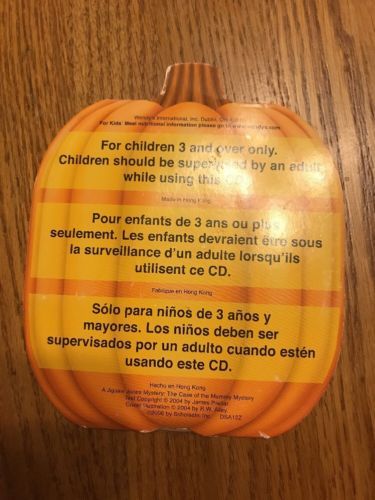 Wendy's International, Inc. Dublin, OH
For Kids' Meal nutritional information please go to www.wendys.
For children 3 and over only.
Children should be supervised by an adult
while using this CD.
Made in Hong Kong
Pour enfants de 3 ans ou plus
seulement. Les enfants devraient être sous
la surveillance d'un adulte lorsqu'ils
utilisent ce CD.
Fabriqué en Hong Kong
Sólo para niños de 3 años y
mayores. Los niños deben ser
supervisados por un adulto cuando estén
usando este CD.
Hecho en Hong Kong
A Jigsaw Jones Mystery: The Case of the Mummy Mystery
Text Copyright © 2004 by James Preller
Cover Illustration © 2004 by R.W. Alley
©2006 by Scholastic Inc. DSA102